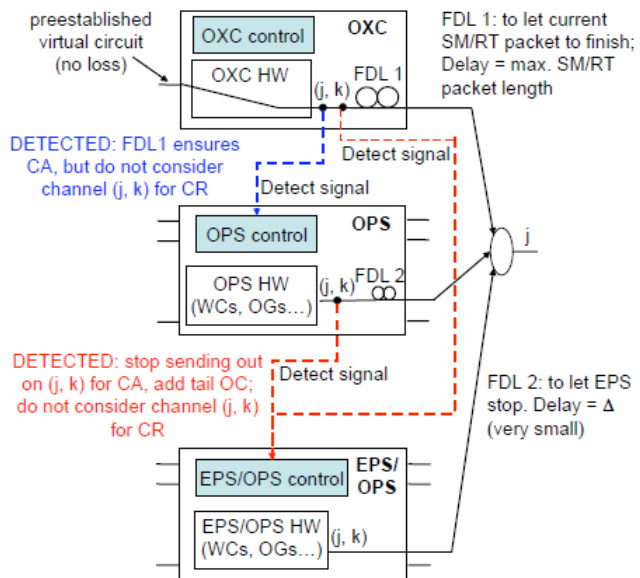 preestablished
virtual circuit
(no loss)
OXC control
OXC
OXC HW
(j, k)
FDL 1
FDL 1: to let current
SM/RT packet to finish;
Delay = max. SM/RT
packet length
DETECTED: FDL1 ensures
CA, but do not consider
channel (j, k) for CR
Detect signal
Detect signal
OPS control
OPS
OPS HW
(WCs, OGs...)
(j, k)
FDL 2
j
DETECTED: stop sending out
on (j, k) for CA, add tail OC;
do not consider channel (j, k)
for CR
Detect signal
FDL 2: to let EPS
stop. Delay = Δ
(very small)
EPS/OPS control
EPS/
OPS
EPS/OPS HW
(WCs, OGs...)
(j, k)